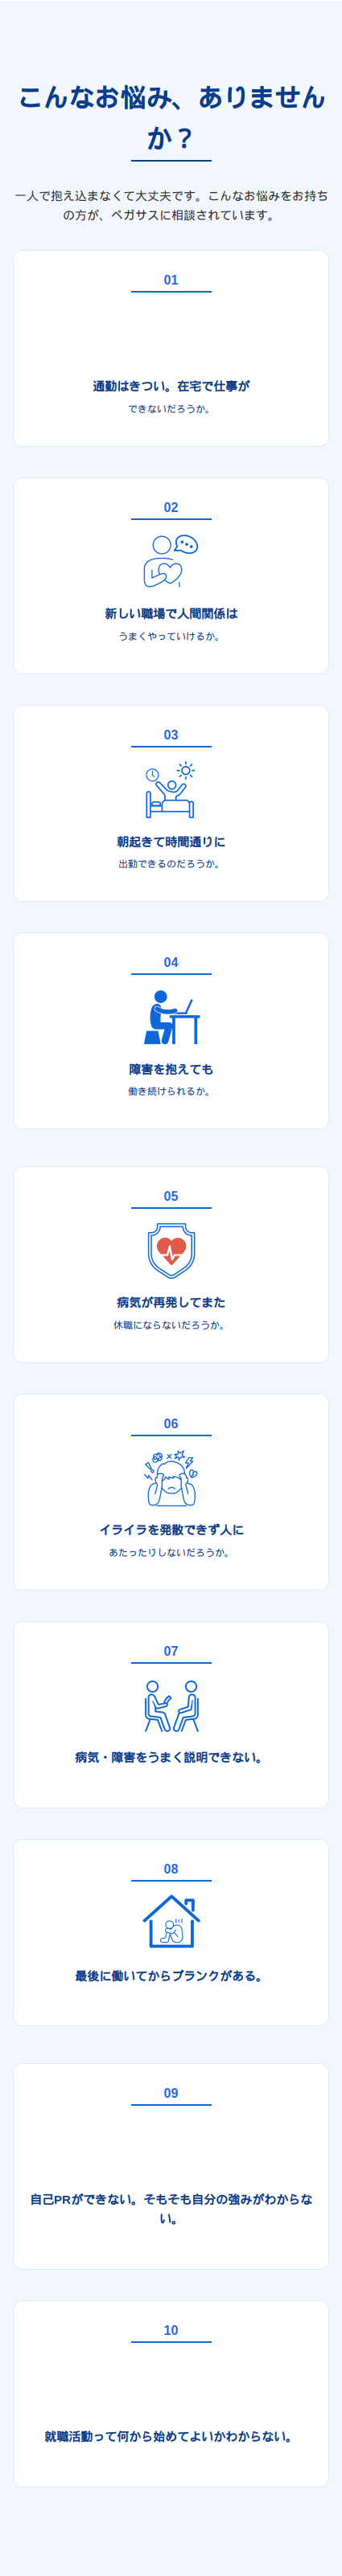 こんなお悩み、ありません
か？
一人で抱え込まなくて大丈夫です。こんなお悩みをお持ち
の方が、ペガサスに相談されています。
01
通勤はきつい。在宅で仕事が
できないだろうか。
02
新しい職場で人間関係は
うまくやっていけるか。
03
朝起きて時間通りに
出勤できるのだろうか。
04
障害を抱えても
働き続けられるか。
05
病気が再発してまた
休職にならないだろうか。
06
イライラを発散できず人に
あたったりしないだろうか。
07
病気・障害をうまく説明できない。
08
最後に働いてからブランクがある。
09
自己PRができない。そもそも自分の強みがわからな
い。
10
就職活動って何から始めてよいかわからない。